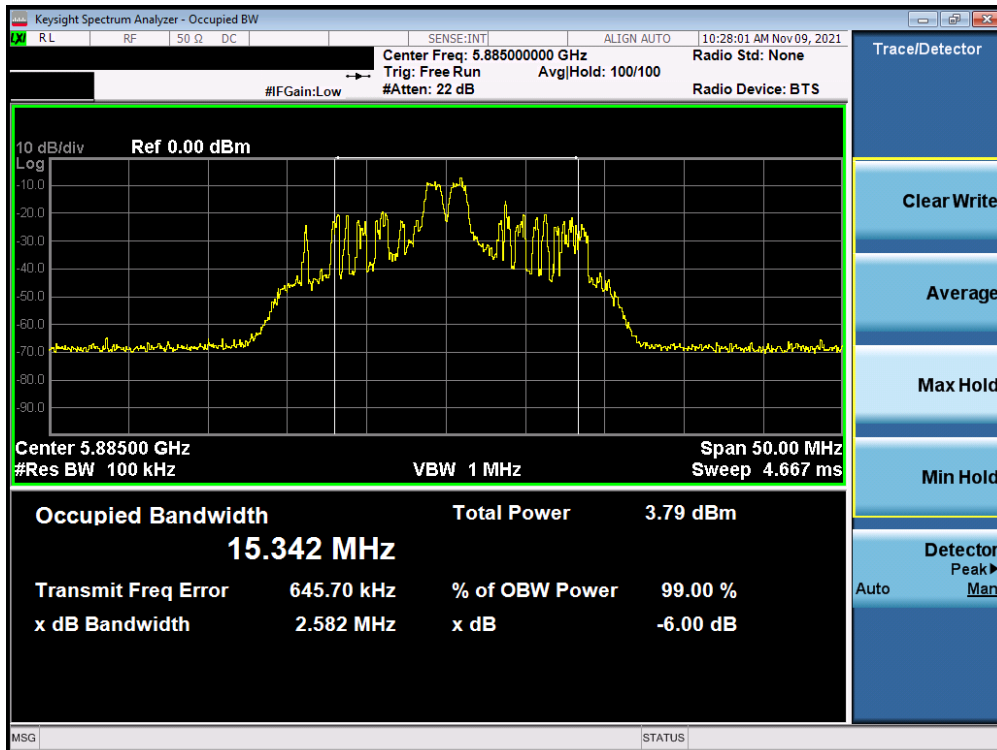 Keysight Spectrum Analyzer - Occupied BW
LXI RL RF 50 Ω DC SENSE:INT ALIGN AUTO 10:28:01 AM Nov 09, 2021
Center Freq: 5.885000000 GHz Radio Std: None
Trig: Free Run Avg|Hold: 100/100
#IFGain:Low #Atten: 22 dB Radio Device: BTS
10 dB/div Ref 0.00 dBm
Log
-10.0
-20.0
-30.0
-40.0
-50.0
-60.0
-70.0
-80.0
-90.0
Center 5.88500 GHz Span 50.00 MHz
#Res BW 100 kHz VBW 1 MHz Sweep 4.667 ms
Occupied Bandwidth Total Power 3.79 dBm
15.342 MHz
Transmit Freq Error 645.70 kHz % of OBW Power 99.00 %
x dB Bandwidth 2.582 MHz x dB -6.00 dB
MSG STATUS
Trace/Detector
Clear Write
Average
Max Hold
Min Hold
Detector
Peak▶
Auto Man